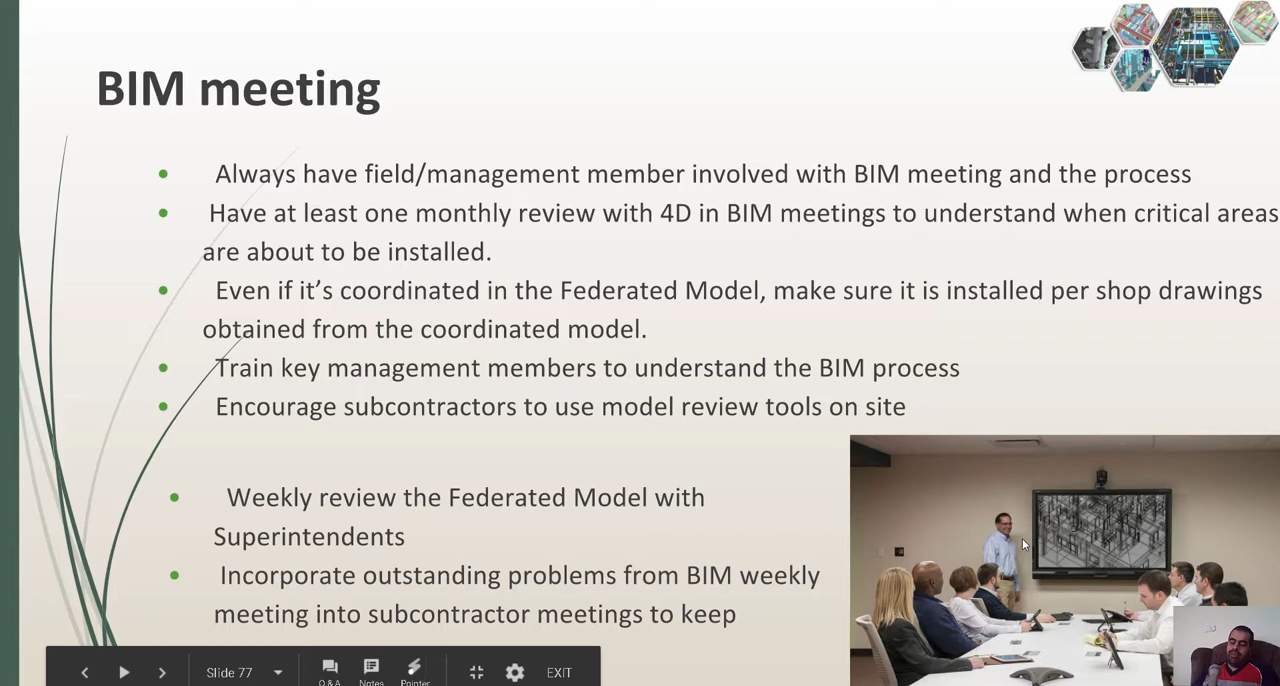 BIM meeting
Always have field/management member involved with BIM meeting and the process
Have at least one monthly review with 4D in BIM meetings to understand when critical areas
are about to be installed.
Even if it’s coordinated in the Federated Model, make sure it is installed per shop drawings
obtained from the coordinated model.
Train key management members to understand the BIM process
Encourage subcontractors to use model review tools on site
Weekly review the Federated Model with
Superintendents
Incorporate outstanding problems from BIM weekly
meeting into subcontractor meetings to keep
Slide 77 Q & A Notes Pointer EXIT